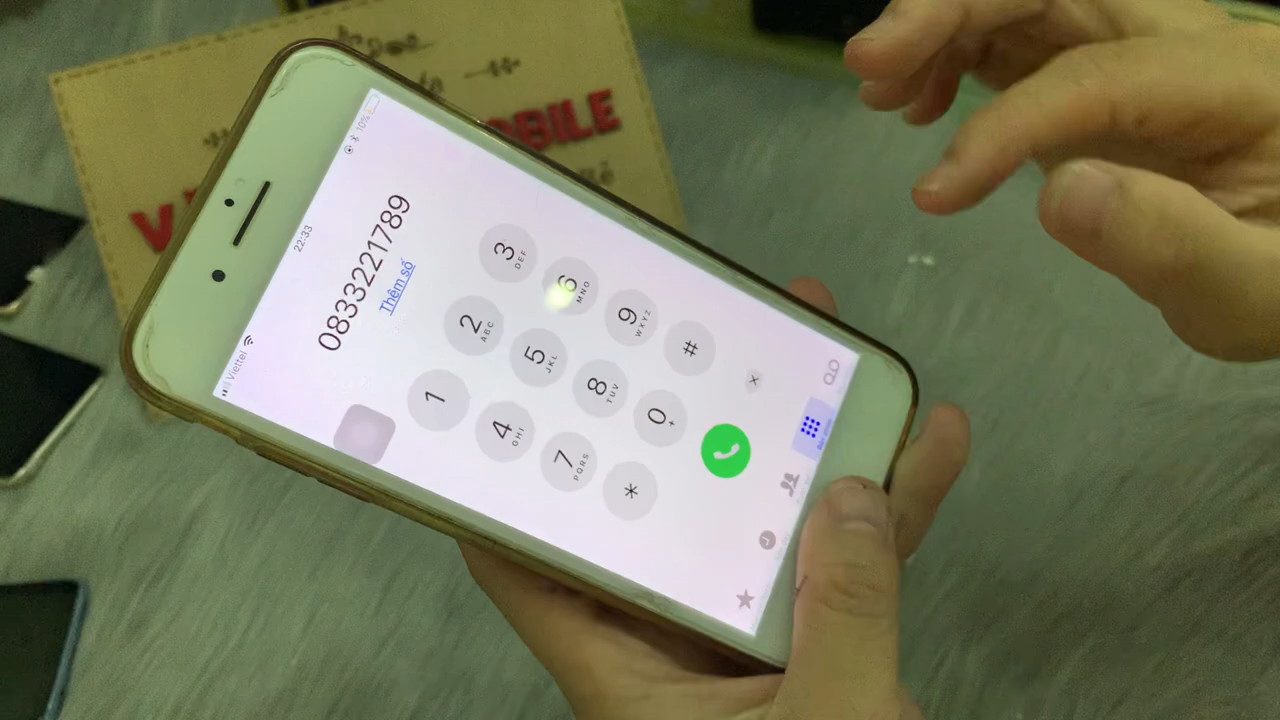 Viettel
22:33
10%
0833221789
Thêm số
1
2
ABC
3
DEF
4
GHI
5
JKL
6
MNO
7
PQRS
8
TUV
9
WXYZ
*
0
+
#
OBILE